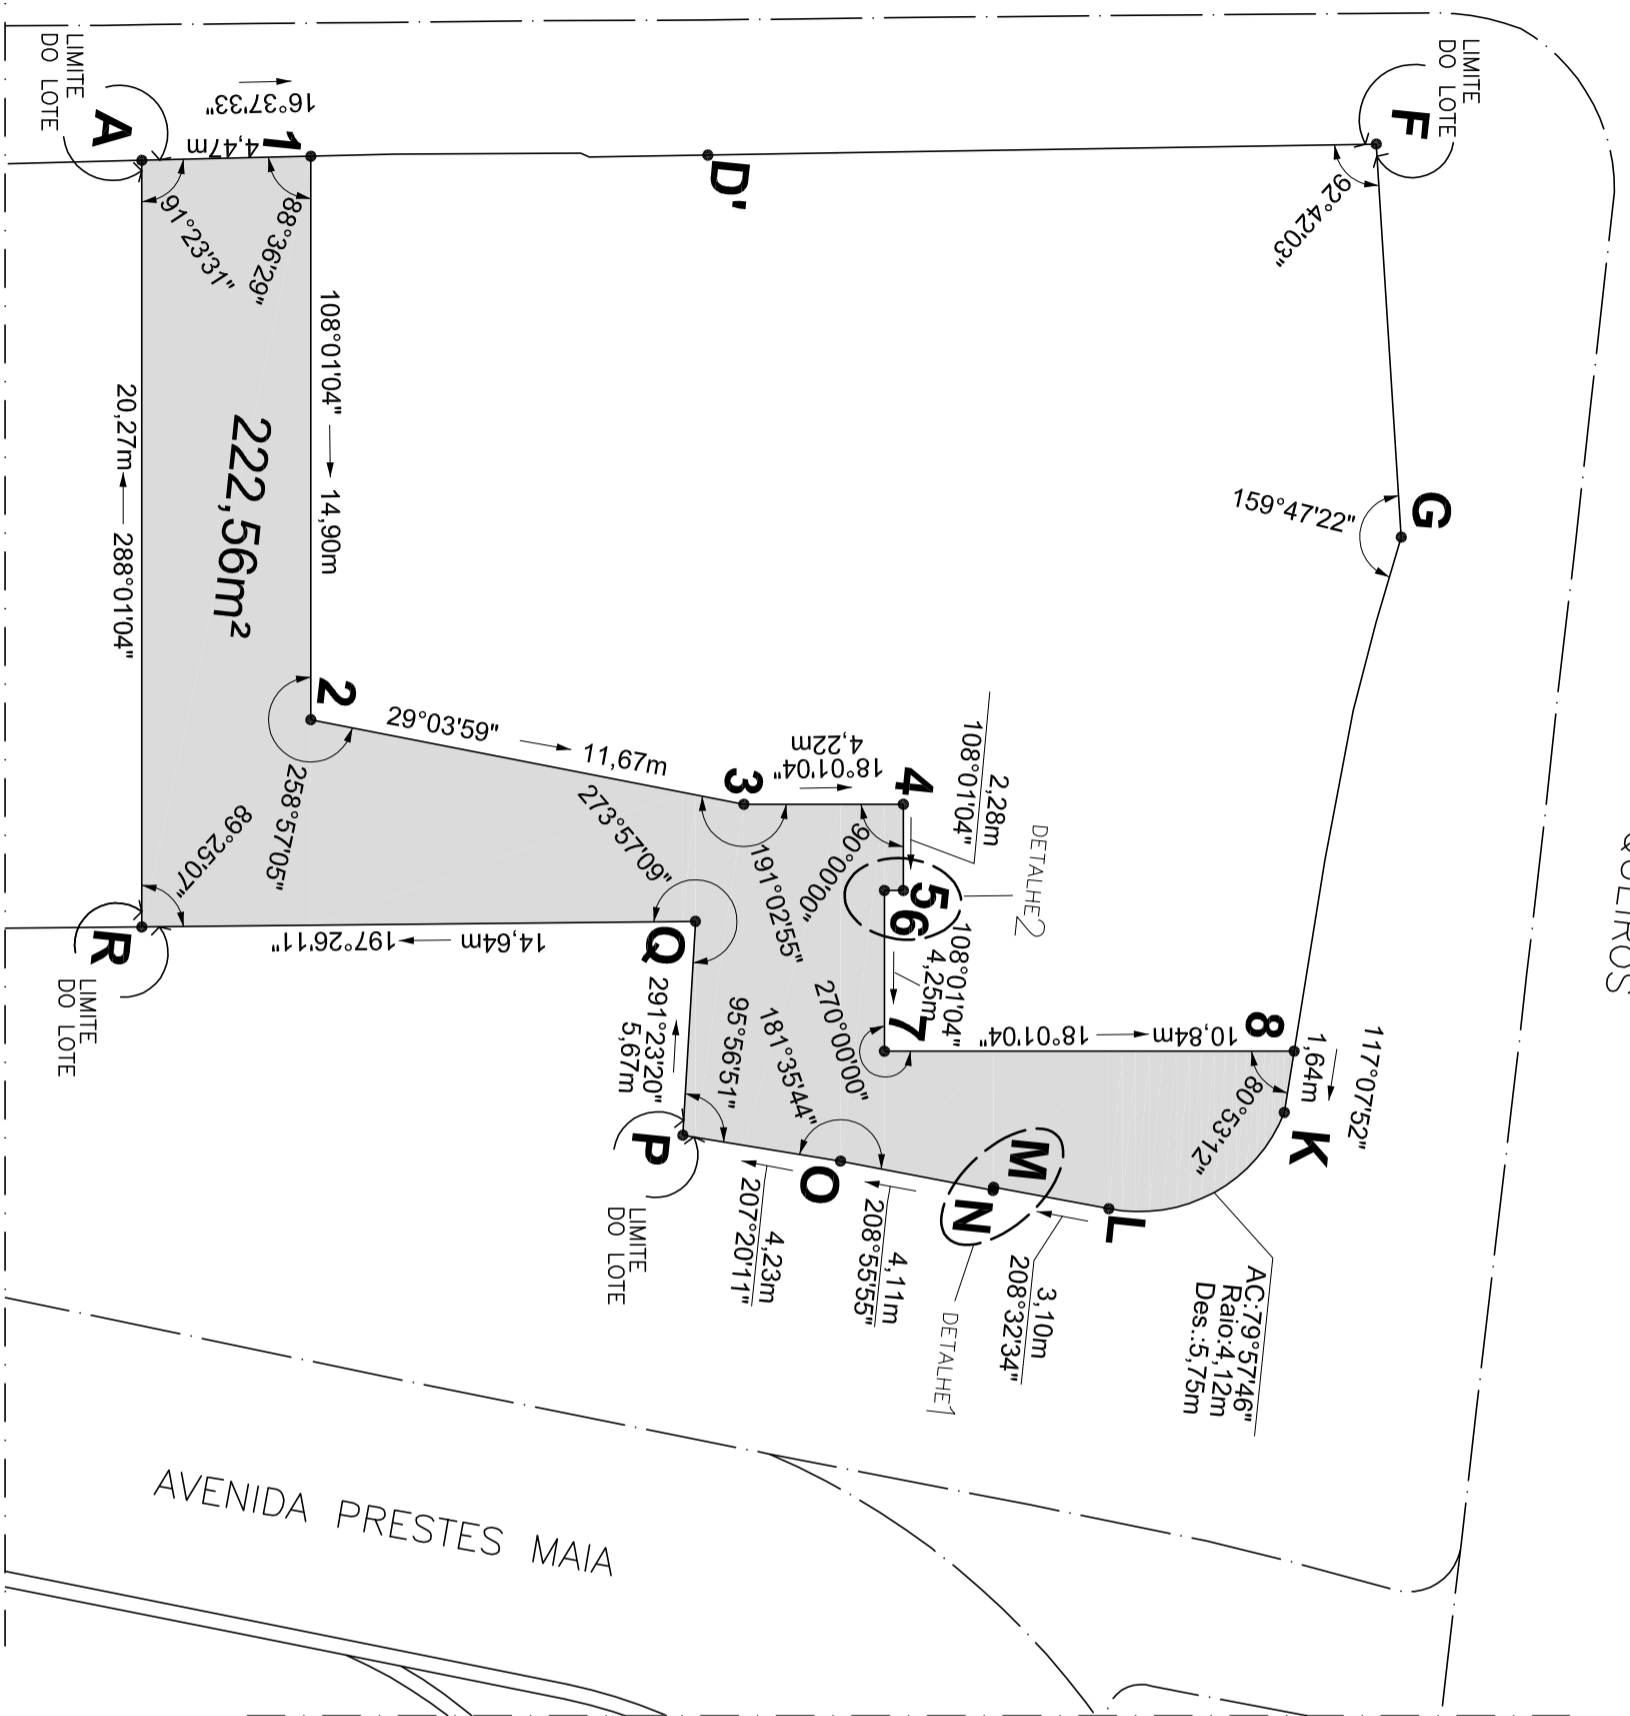 LIMITE
DO LOTE
A
16°37'33"
4,47m
1
D'
LIMITE
DO LOTE
F
92°42'03"
91°23'31"
88°36'29"
108°01'04"
14,90m
20,27m
288°01'04"
222,56m²
G
159°47'22"
2
29°03'59"
11,67m
258°57'05"
89°25'07"
273°57'09"
3
18°01'04"
4,22m
4
2,28m
108°01'04"
DETALHE2
5
6
90°00'00"
191°02'55"
108°01'04"
4,25m
7
270°00'00"
18°01'04"
10,84m
8
1,64m
117°07'52"
80°53'12"
K
R
LIMITE
DO LOTE
197°26'11"
14,64m
Q
291°23'20"
5,67m
95°56'51"
181°35'44"
P
LIMITE
DO LOTE
O
4,23m
207°20'11"
4,11m
208°55'55"
M
N
DETALHE1
L
3,10m
208°32'34"
AC:79°57'46"
Raio:4,12m
Des.:5,75m
AVENIDA PRESTES MAIA